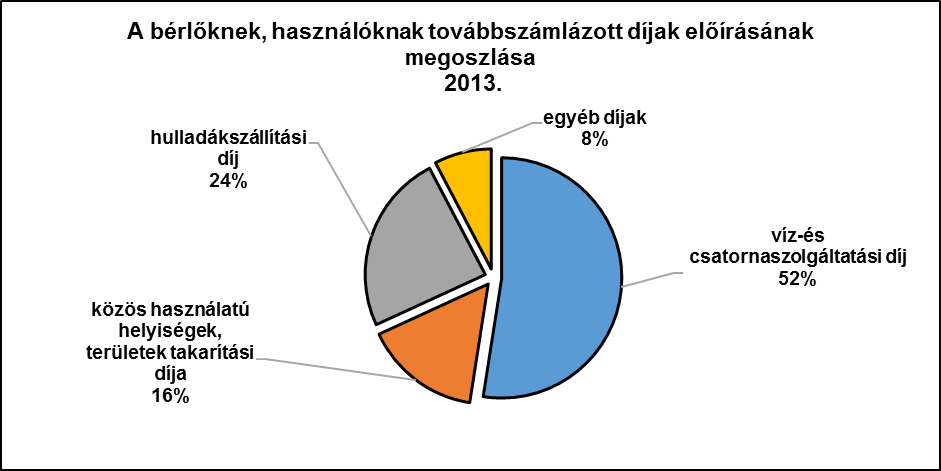 A bérlőknek, használóknak továbbszámlázott díjak előírásának
megoszlása
2013.
egyéb díjak
8%
hulladákszállítási
díj
24%
víz-és
csatornaszolgáltatási díj
52%
közös használatú
helyiségek,
területek takarítási
díja
16%